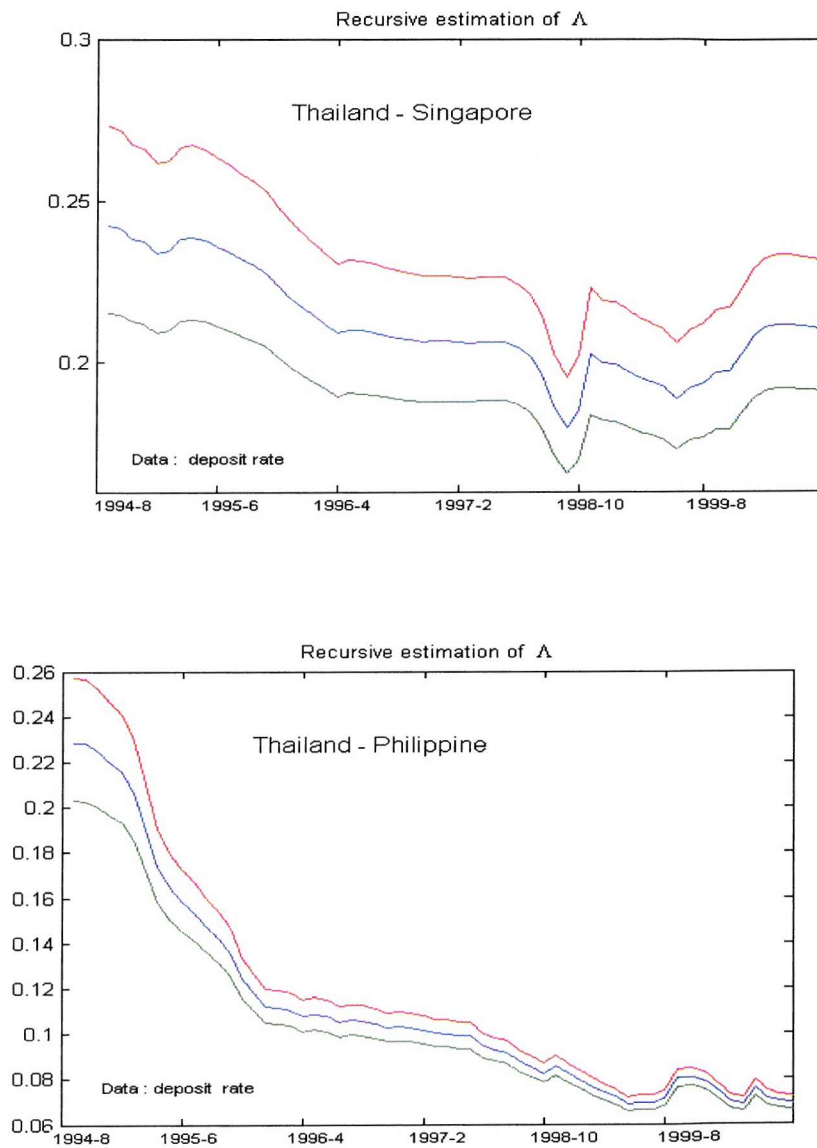 Recursive estimation of Λ
0.3
Thailand - Singapore
0.25
0.2
Data : deposit rate
1994-8 1995-6 1996-4 1997-2 1998-10 1999-8
Recursive estimation of Λ
0.26
Thailand - Philippine
0.24
0.22
0.2
0.18
0.16
0.14
0.12
0.1
0.08
Data : deposit rate
0.06
1994-8 1995-6 1996-4 1997-2 1998-10 1999-8